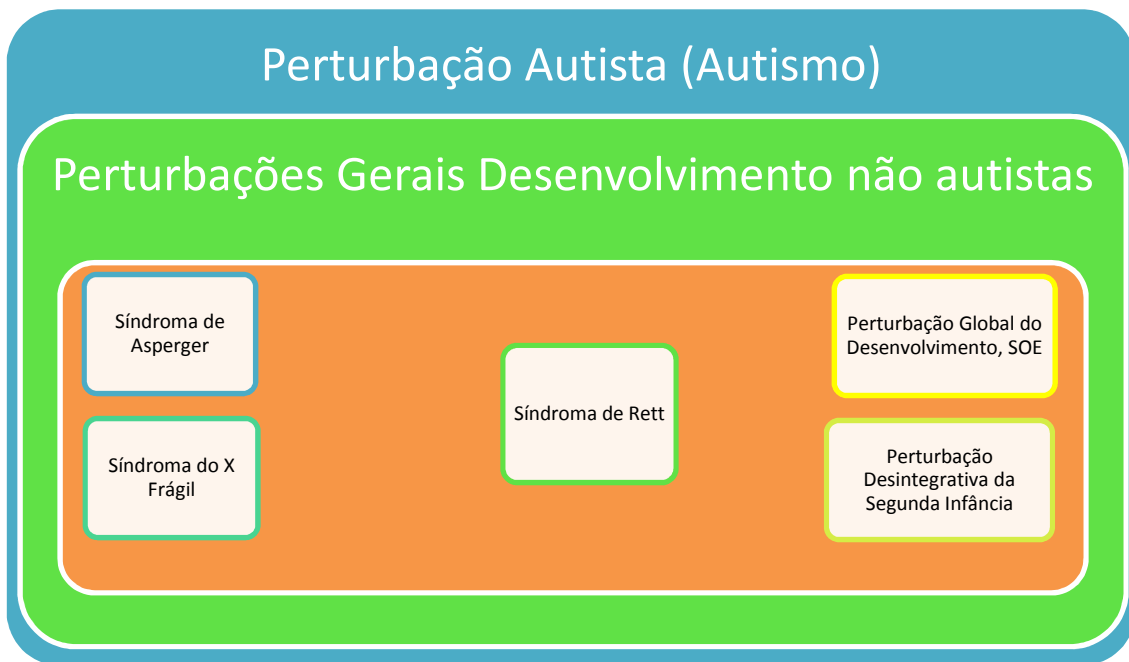 Perturbação Autista (Autismo)
Perturbações Gerais Desenvolvimento não autistas
Síndroma de
Asperger
Síndroma do X
Frágil
Síndroma de Rett
Perturbação Global do
Desenvolvimento, SOE
Perturbação
Desintegrativa da
Segunda Infância